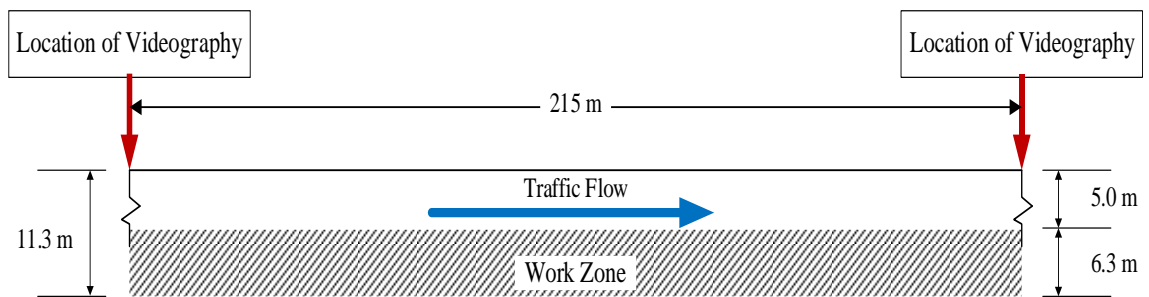 Location of Videography
Location of Videography
215 m
Traffic Flow
5.0 m
11.3 m
6.3 m
Work Zone